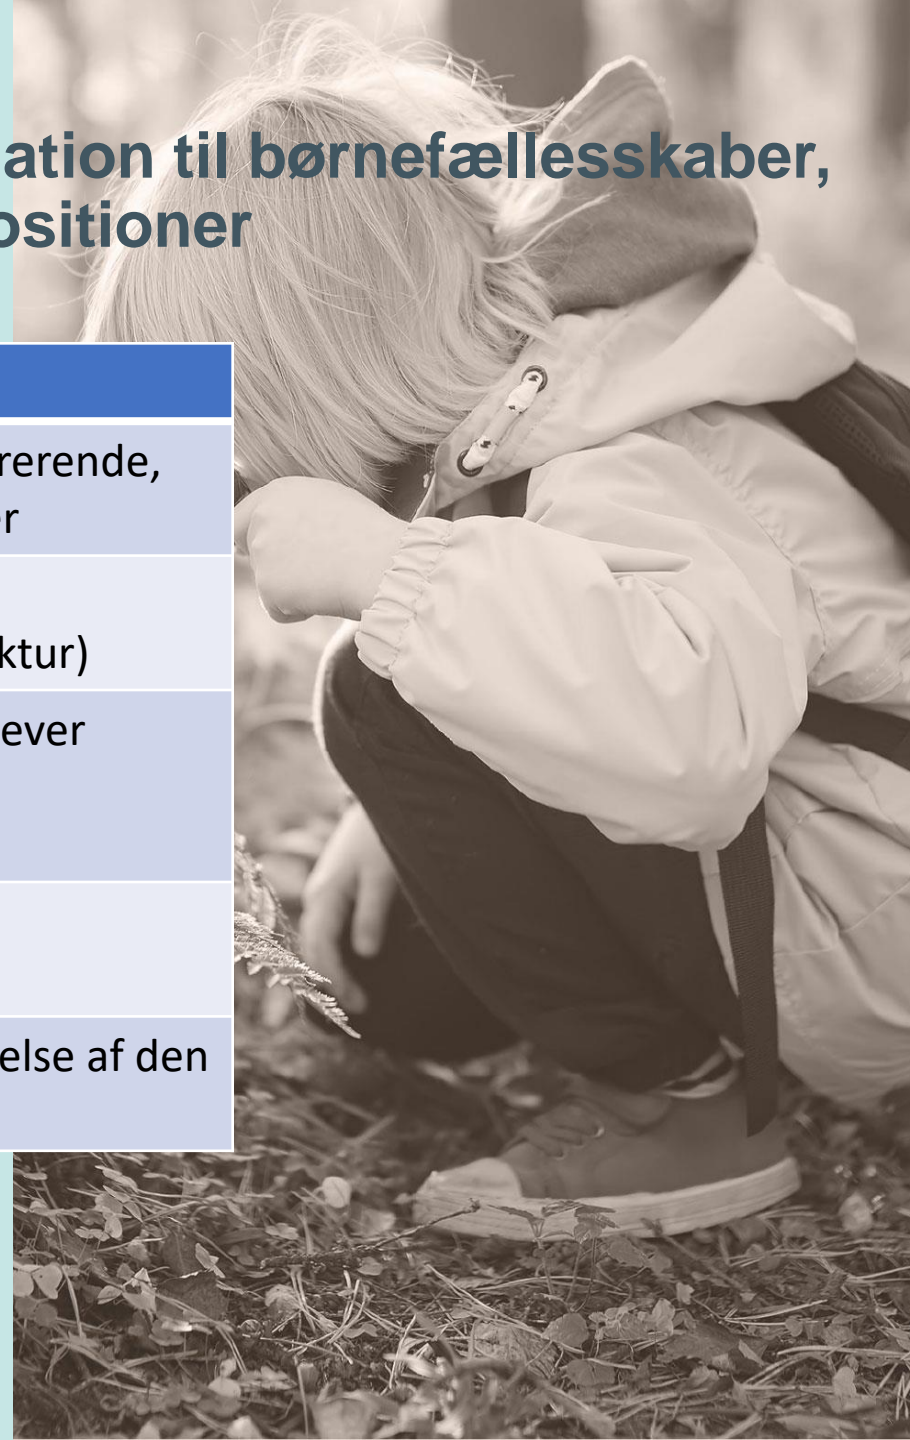 ation til børnefællesskaber,
ositioner
rerende,
r
ktur)
ever
else af den